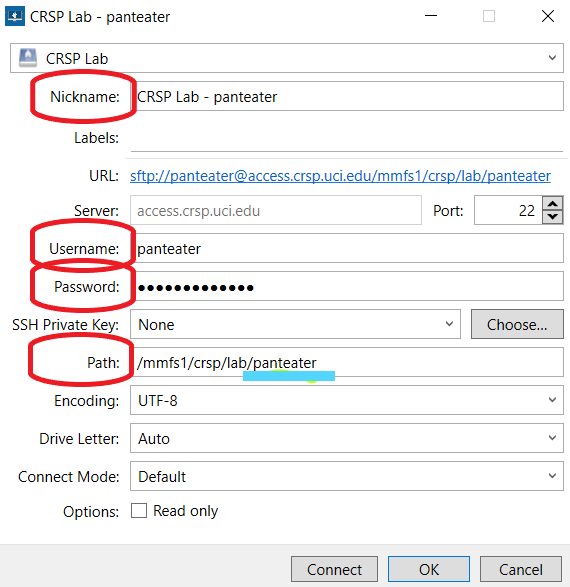 CRSP Lab - panteater
CRSP Lab
Nickname: CRSP Lab - panteater
Labels:
URL: sftp://panteater@access.crsp.uci.edu/mmfs1/crsp/lab/panteater
Server: access.crsp.uci.edu Port: 22
Username: panteater
Password: ●●●●●●●●●●●●●
SSH Private Key: None Choose...
Path: /mmfs1/crsp/lab/panteater
Encoding: UTF-8
Drive Letter: Auto
Connect Mode: Default
Options: Read only
Connect OK Cancel